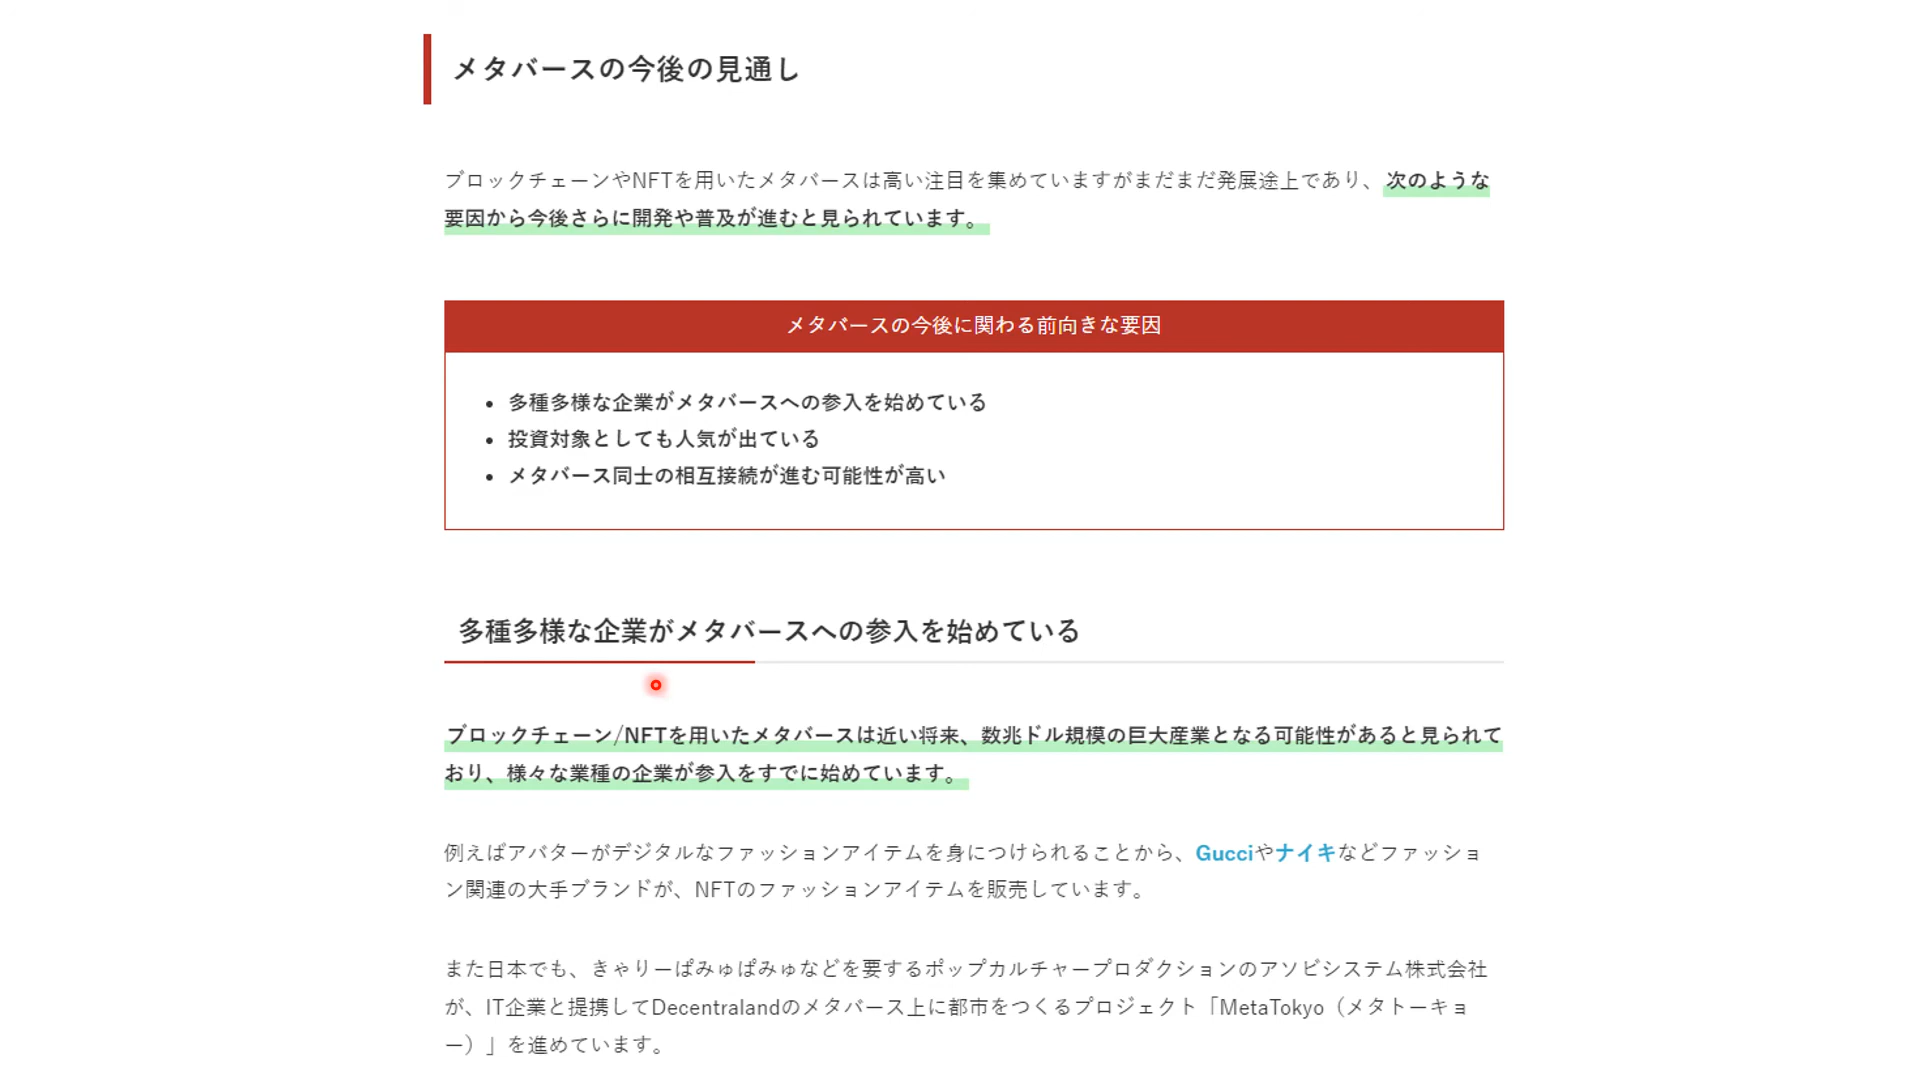 メタバースの今後の見通し
ブロックチェーンやNFTを用いたメタバースは高い注目を集めていますがまだまだ発展途上であり、次のような
要因から今後さらに開発や普及が進むと見られています。
メタバースの今後に関わる前向きな要因
• 多種多様な企業がメタバースへの参入を始めている
• 投資対象としても人気が出ている
• メタバース同士の相互接続が進む可能性が高い
多種多様な企業がメタバースへの参入を始めている
ブロックチェーン/NFTを用いたメタバースは近い将来、数兆ドル規模の巨大産業となる可能性があると見られて
おり、様々な業種の企業が参入をすでに始めています。
例えばアバターがデジタルなファッションアイテムを身につけられることから、Gucciやナイキなどファッショ
ン関連の大手ブランドが、NFTのファッションアイテムを販売しています。
また日本でも、きゃりーぱみゅぱみゅなどを要するポップカルチャープロダクションのアソビシステム株式会社
が、IT企業と提携してDecentralandのメタバース上に都市をつくるプロジェクト「MetaTokyo（メタトーキョ
ー）」を進めています。